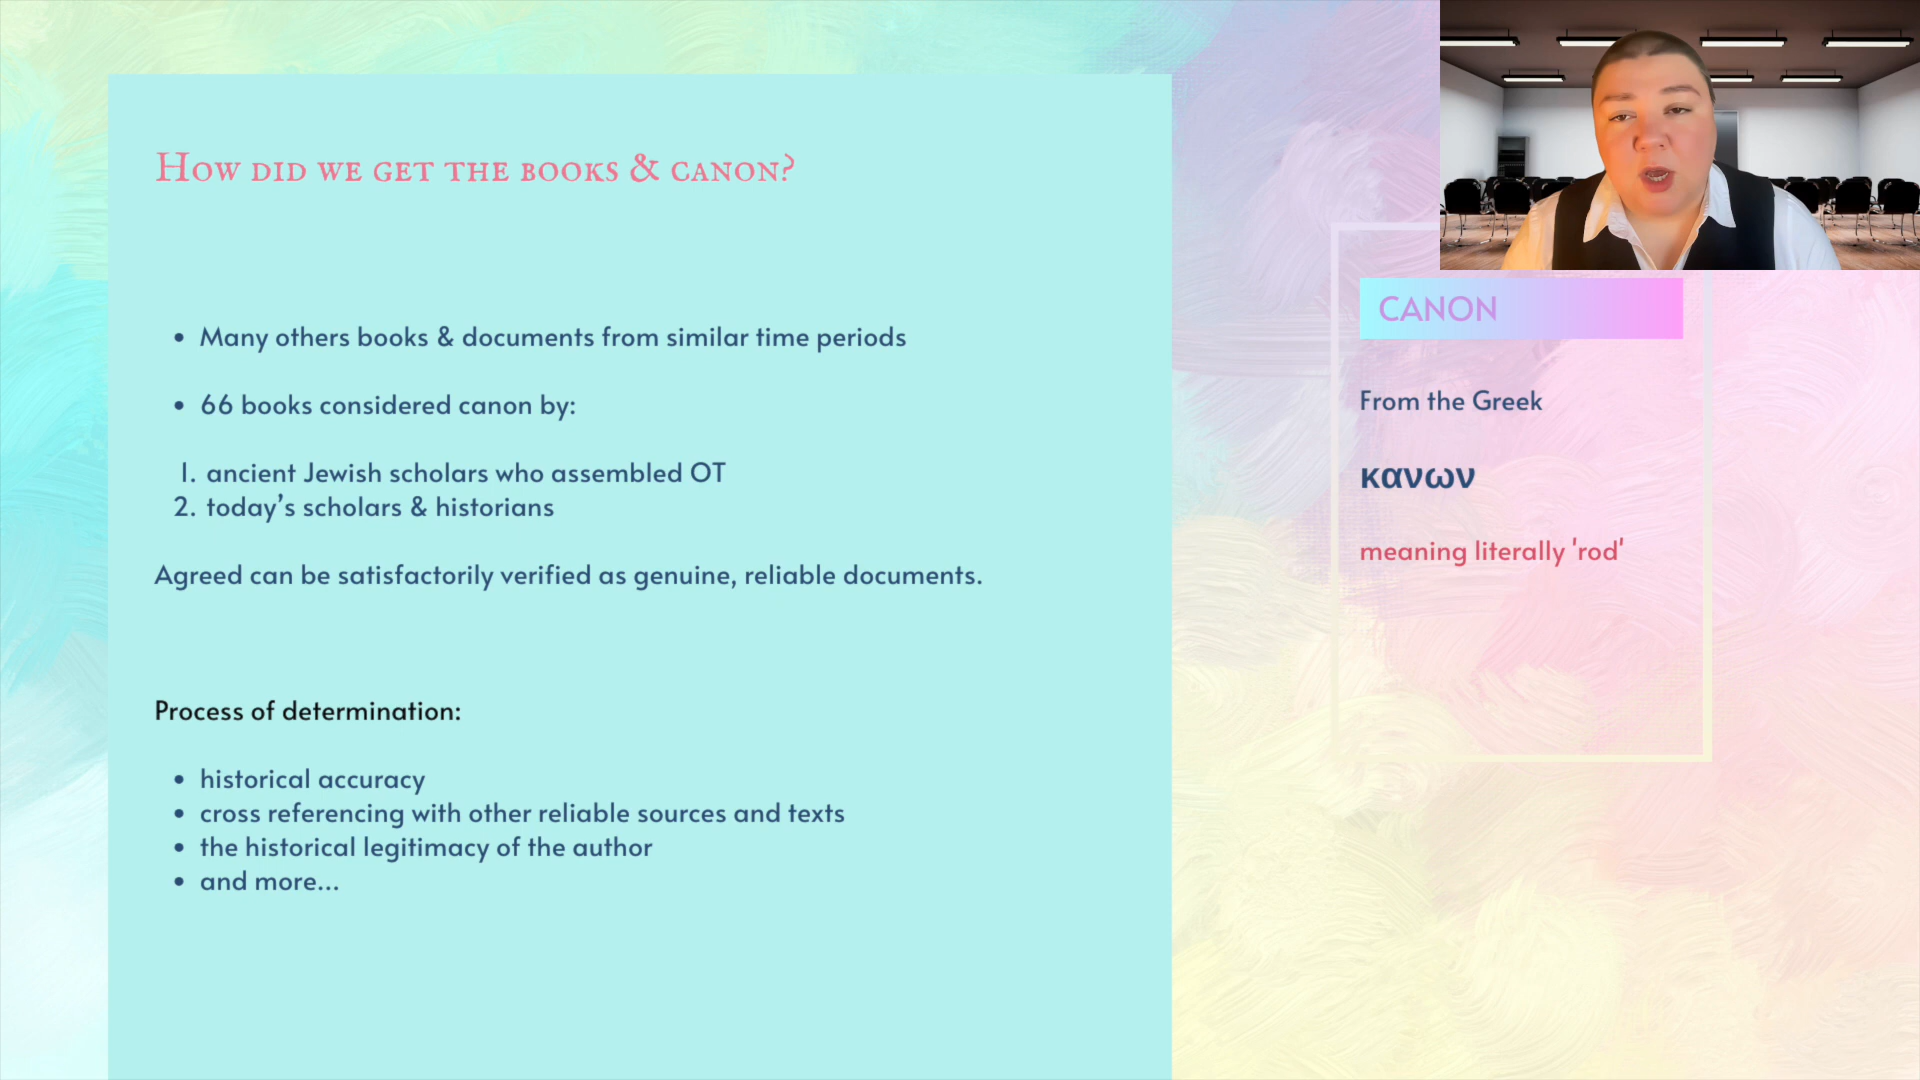 How did we get the books & canon?
• Many others books & documents from similar time periods
• 66 books considered canon by:
1. ancient Jewish scholars who assembled OT
2. today's scholars & historians
Agreed can be satisfactorily verified as genuine, reliable documents.
Process of determination:
• historical accuracy
• cross referencing with other reliable sources and texts
• the historical legitimacy of the author
• and more...
CANON
From the Greek
κανων
meaning literally 'rod'